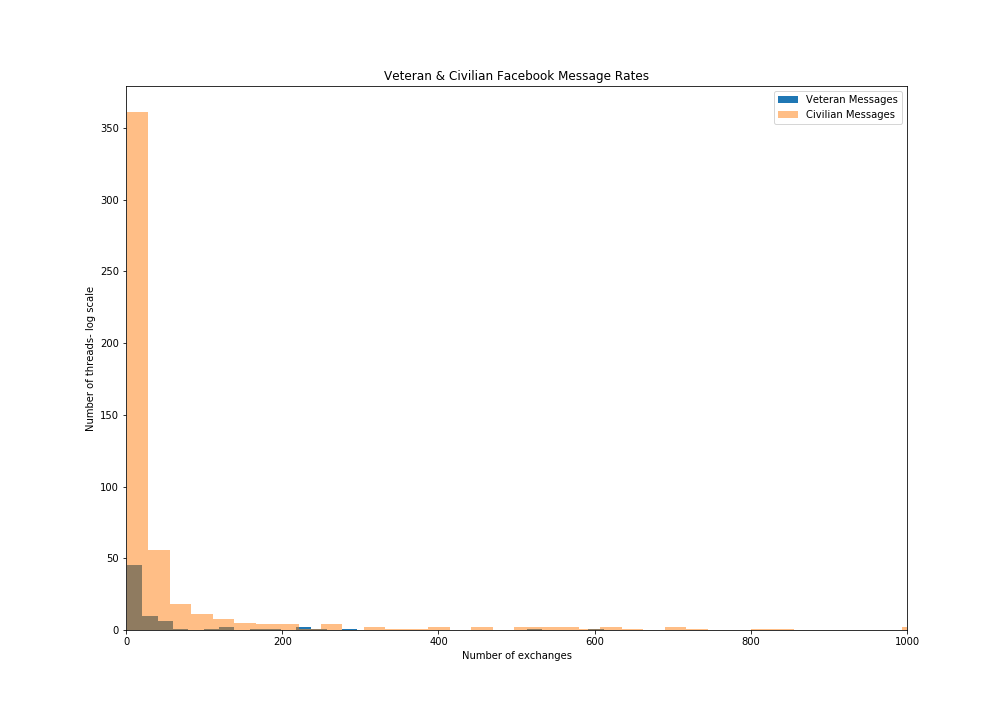 Veteran & Civilian Facebook Message Rates
Veteran Messages
Civilian Messages
Number of threads- log scale
350
300
250
200
150
100
50
0
0 200 400 600 800 1000
Number of exchanges